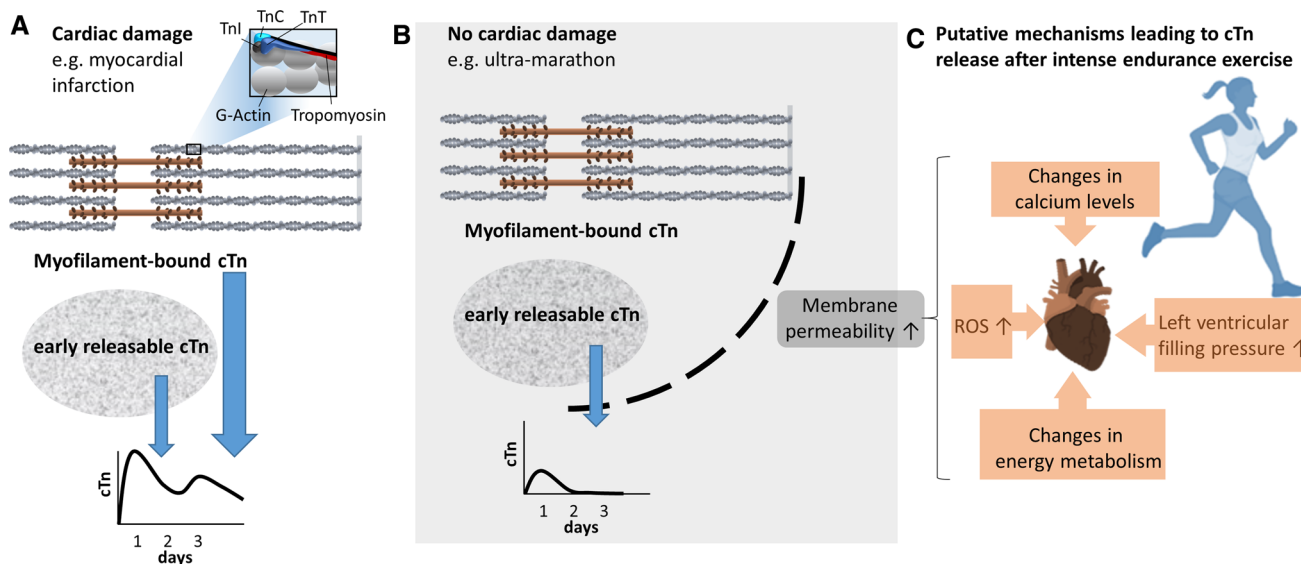 A
Cardiac damage
e.g. myocardial
infarction
TnC
TnI
TnT
G-Actin
Tropomyosin
Myofilament-bound cTn
early releasable cTn
cTn
1 2 3
days
B
No cardiac damage
e.g. ultra-marathon
Myofilament-bound cTn
early releasable cTn
cTn
1 2 3
days
Membrane
permeability ↑
C
Putative mechanisms leading to cTn
release after intense endurance exercise
Changes in
calcium levels
ROS ↑
Left ventricular
filling pressure ↑
Changes in
energy metabolism